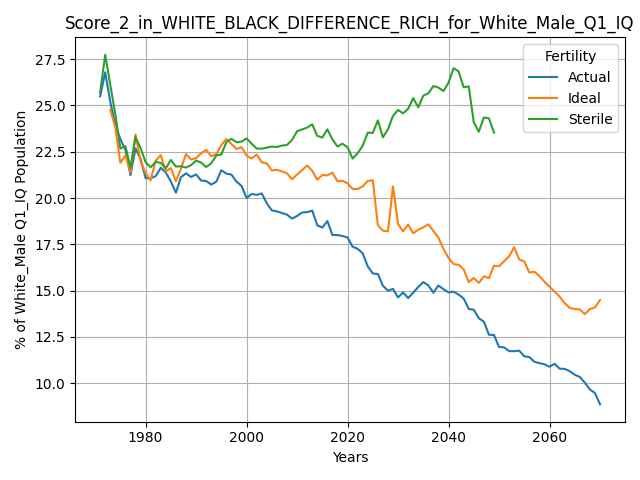 Score_2_in_WHITE_BLACK_DIFFERENCE_RICH_for_White_Male_Q1_IQ
% of White_Male Q1_IQ Population
27.5
25.0
22.5
20.0
17.5
15.0
12.5
10.0
Fertility
Actual
Ideal
Sterile
1980
2000
2020
2040
2060
Years